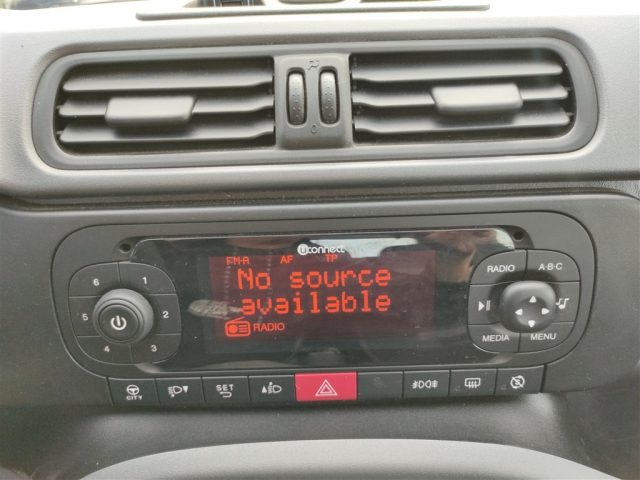 0
uconnect
FM-R AF TP
No source
available
RADIO
6 1
5 2
4 3
RADIO A·B·C
MEDIA MENU
CITY
SET